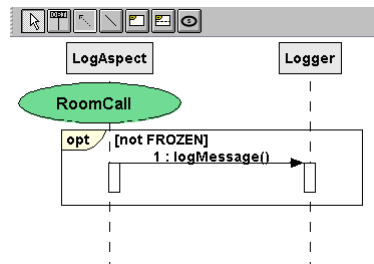 LogAspect
Logger
RoomCall
opt
[not FROZEN]
1 : logMessage()